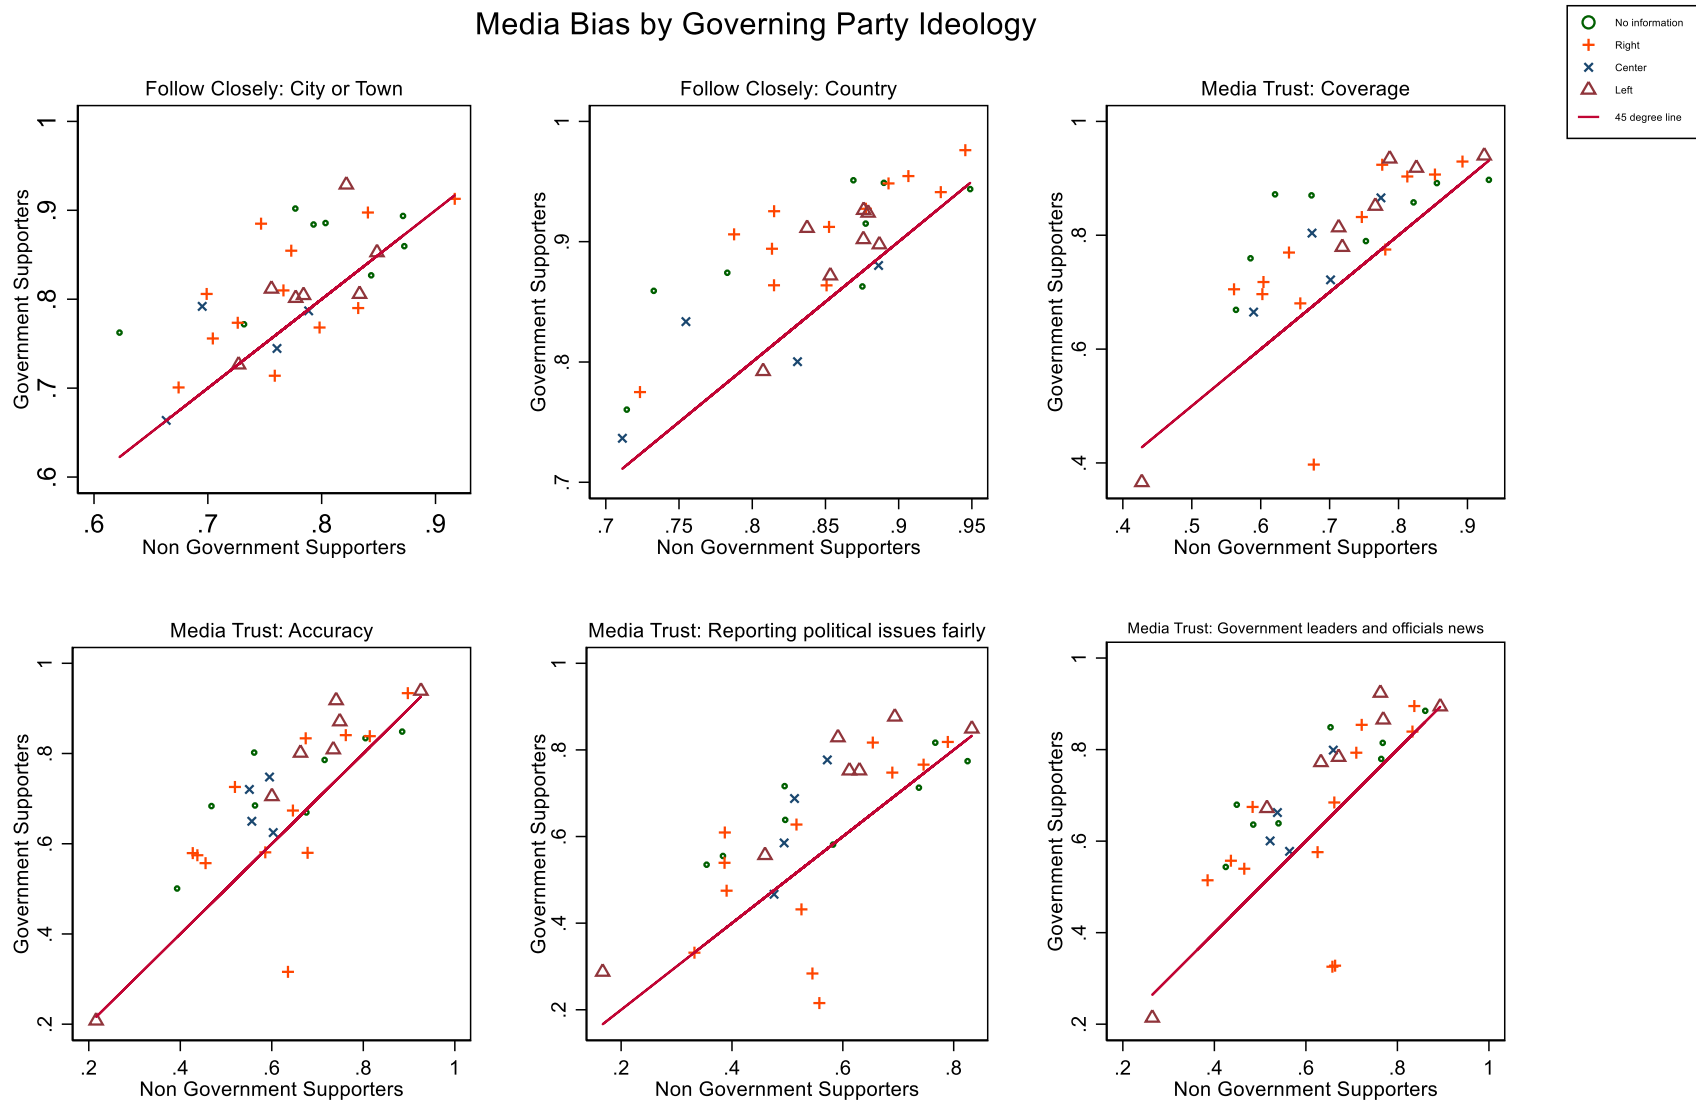 Media Bias by Governing Party Ideology
No information
Right
Center
Left
45 degree line
Follow Closely: City or Town
Government Supporters
1
.9
.8
.7
.6
.6 .7 .8 .9
Non Government Supporters
Follow Closely: Country
Government Supporters
1
.9
.8
.7
.7 .75 .8 .85 .9 .95
Non Government Supporters
Media Trust: Coverage
Government Supporters
1
.8
.6
.4
.4 .5 .6 .7 .8 .9
Non Government Supporters
Media Trust: Accuracy
Government Supporters
1
.8
.6
.4
.2
.2 .4 .6 .8 1
Non Government Supporters
Media Trust: Reporting political issues fairly
Government Supporters
1
.8
.6
.4
.2
.2 .4 .6 .8
Non Government Supporters
Media Trust: Government leaders and officials news
Government Supporters
1
.8
.6
.4
.2
.2 .4 .6 .8 1
Non Government Supporters